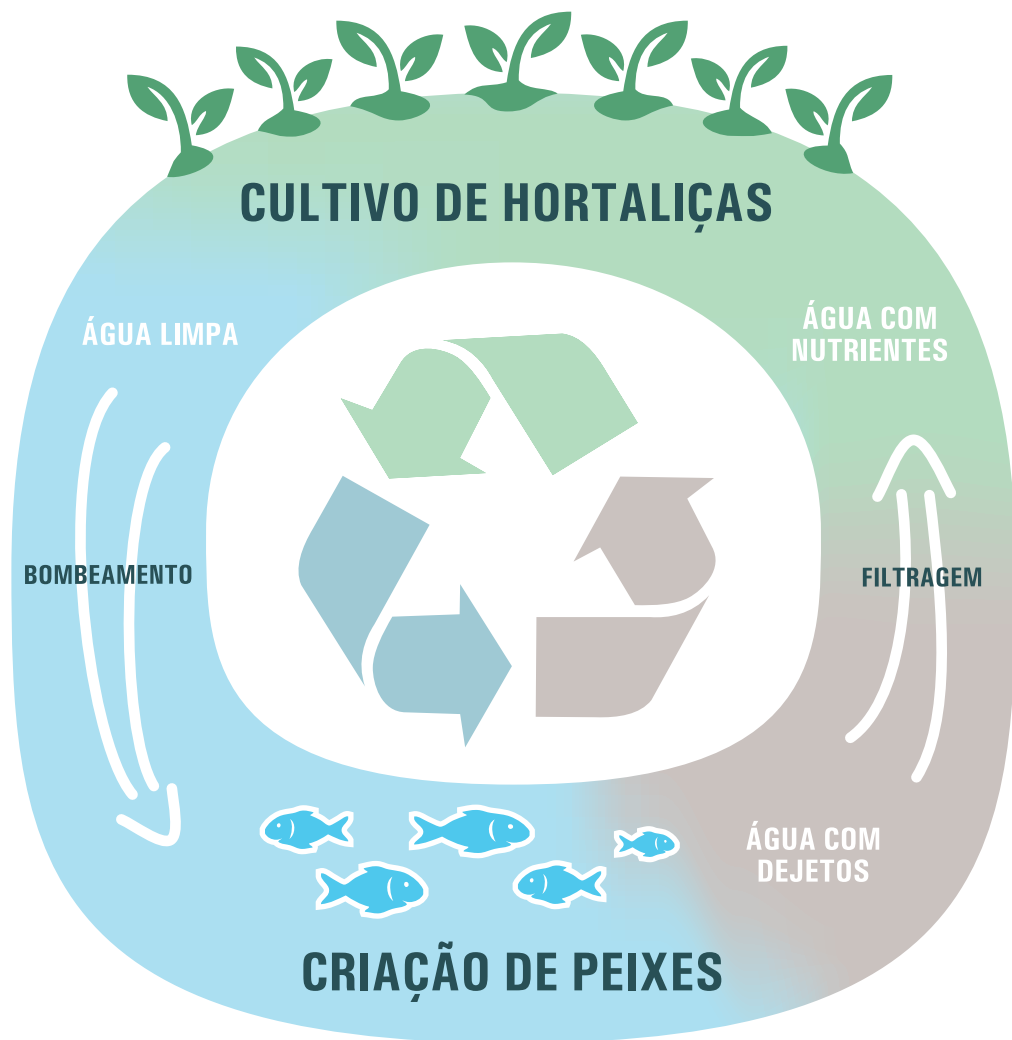 CULTIVO DE HORTALIÇAS
ÁGUA LIMPA
ÁGUA COM
NUTRIENTES
BOMBEAMENTO
FILTRAGEM
ÁGUA COM
DEJETOS
CRIAÇÃO DE PEIXES